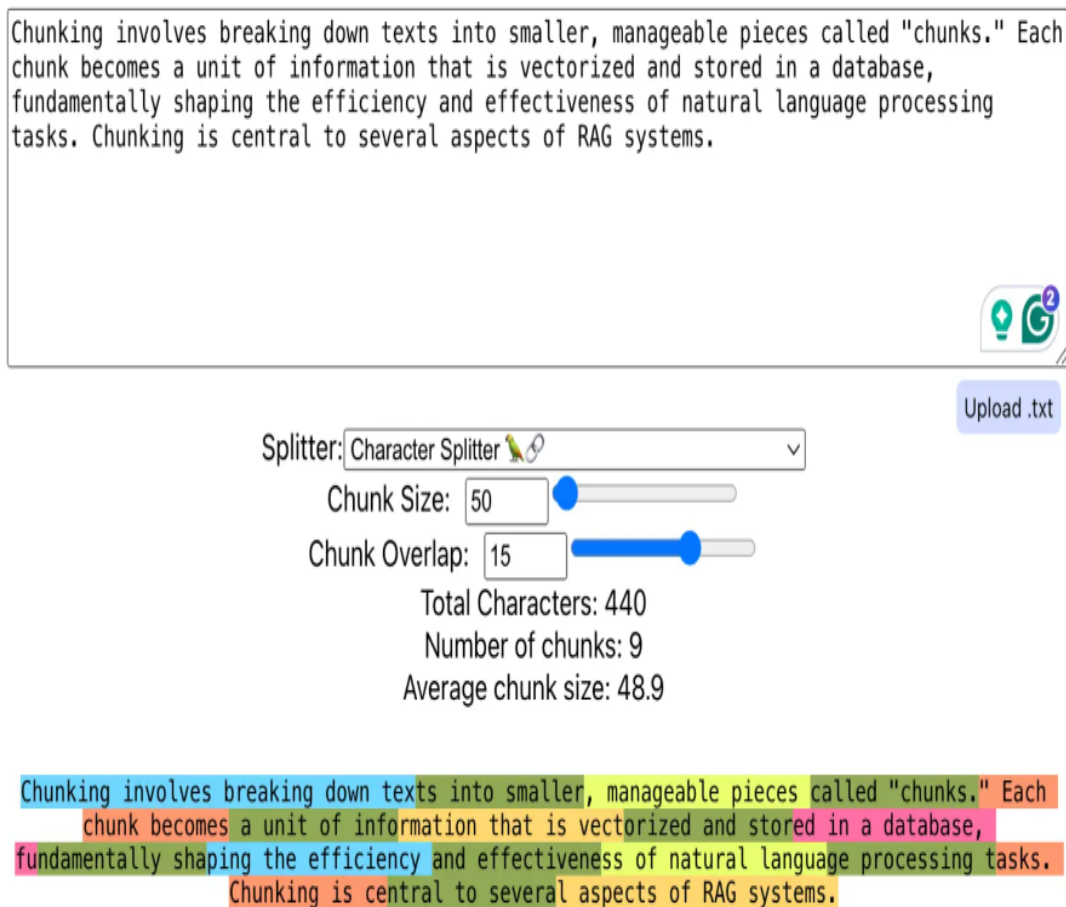 Chunking involves breaking down texts into smaller, manageable pieces called "chunks." Each
chunk becomes a unit of information that is vectorized and stored in a database,
fundamentally shaping the efficiency and effectiveness of natural language processing
tasks. Chunking is central to several aspects of RAG systems.
2
Upload .txt
Splitter: Character Splitter 🦜🔗
Chunk Size: 50
Chunk Overlap: 15
Total Characters: 440
Number of chunks: 9
Average chunk size: 48.9
Chunking involves breaking down texts into smaller, manageable pieces called "chunks." Each
chunk becomes a unit of information that is vectorized and stored in a database,
fundamentally shaping the efficiency and effectiveness of natural language processing tasks.
Chunking is central to several aspects of RAG systems.